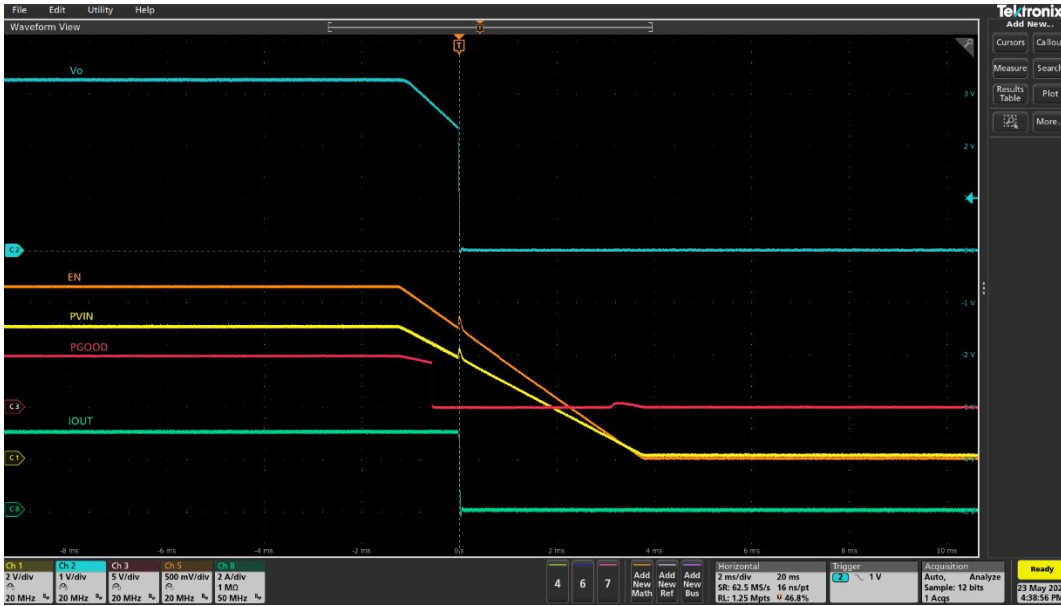 File Edit Utility Help
Tektronix
Waveform View
Add New...
T
T
Cursors
Measure
Results Table
Plot
More...
Vo
3 V
2 V
C2
EN
-1 V
PVIN
-2 V
PGOOD
C3
IOUT
C1
C8
-8 ms -6 ms -4 ms -2 ms 0s 2 ms 4 ms 6 ms 8 ms 10 ms
Ch 1
2 V/div
20 MHz
Ch 2
1 V/div
20 MHz
Ch 3
5 V/div
20 MHz
Ch 5
500 mV/div
20 MHz
Ch 8
2 A/div
1 MΩ
50 MHz
4
6
7
Add New Math
Add New Ref
Add New Bus
Horizontal
2 ms/div 20 ms
SR: 62.5 MS/s 16 ns/pt
RL: 1.25 Mpts 46.8%
Trigger
2 1 V
Acquisition
Auto, Analyze
Sample: 12 bits
1 Acqs
Ready
23 May 202
4:38:56 PM